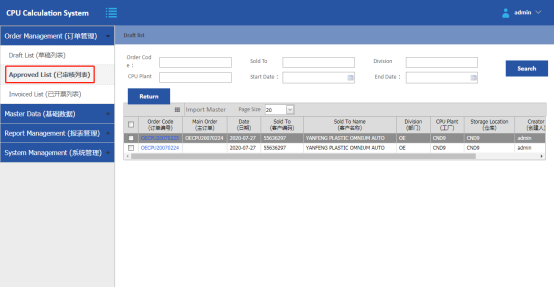 CPU Calculation System
admin
Order Management (订单管理)
Draft List (草稿列表)
Approved List (已审核列表)
Invoiced List (已开票列表)
Master Data (基础数据)
Report Management (报表管理)
System Management (系统管理)
Draft list
Order Cod
e :
Sold To
Division
CPU Plant
Start Date :
End Date :
Search
Return
Import Master Page Size 20
Order Code Main Order Date Sold To Sold To Name Division CPU Plant Storage Location Creator
(订单编号) (主订单) (日期) (客户编码) (客户名称) (部门) (工厂) (仓库) (创建人)
OECPU20070225 OECPU20070224 2020-07-27 55636297 YANFENG PLASTIC OMNIUM AUTO OE CND9 CND9 admin
OECPU20070224 2020-07-27 55636297 YANFENG PLASTIC OMNIUM AUTO OE CND9 CND9 admin